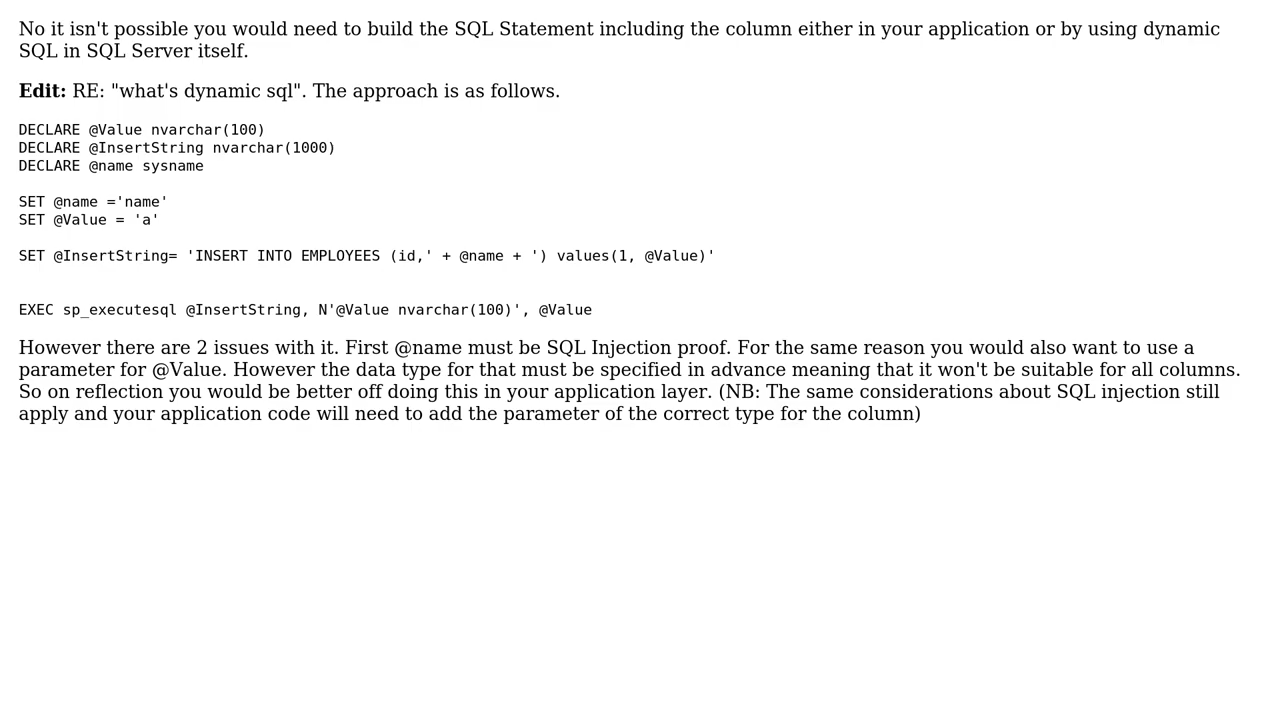 No it isn't possible you would need to build the SQL Statement including the column either in your application or by using dynamic
SQL in SQL Server itself.
Edit: RE: "what's dynamic sql". The approach is as follows.
DECLARE @Value nvarchar(100)
DECLARE @InsertString nvarchar(1000)
DECLARE @name sysname
SET @name ='name'
SET @Value = 'a'
SET @InsertString= 'INSERT INTO EMPLOYEES (id,' + @name + ') values(1, @Value)'
EXEC sp_executesql @InsertString, N'@Value nvarchar(100)', @Value
However there are 2 issues with it. First @name must be SQL Injection proof. For the same reason you would also want to use a
parameter for @Value. However the data type for that must be specified in advance meaning that it won't be suitable for all columns.
So on reflection you would be better off doing this in your application layer. (NB: The same considerations about SQL injection still
apply and your application code will need to add the parameter of the correct type for the column)